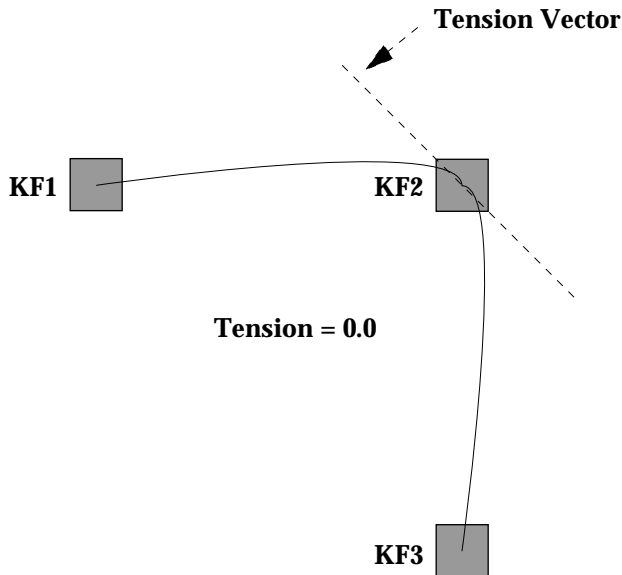 Tension Vector
KF1
KF2
Tension = 0.0
KF3